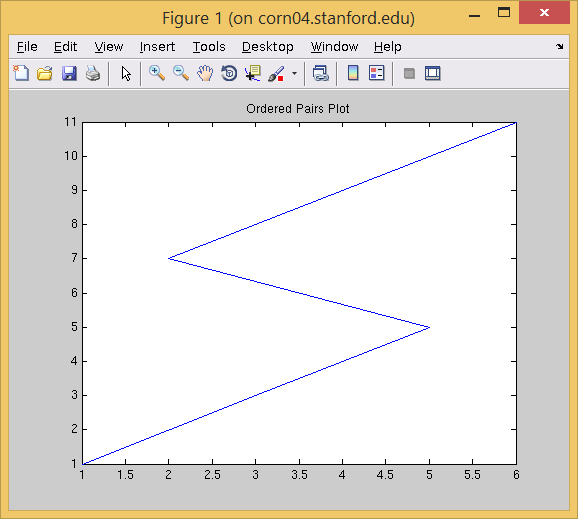 Figure 1 (on corn04.stanford.edu)
File Edit View Insert Tools Desktop Window Help
Ordered Pairs Plot
11
10
9
8
7
6
5
4
3
2
1
1 1.5 2 2.5 3 3.5 4 4.5 5 5.5 6